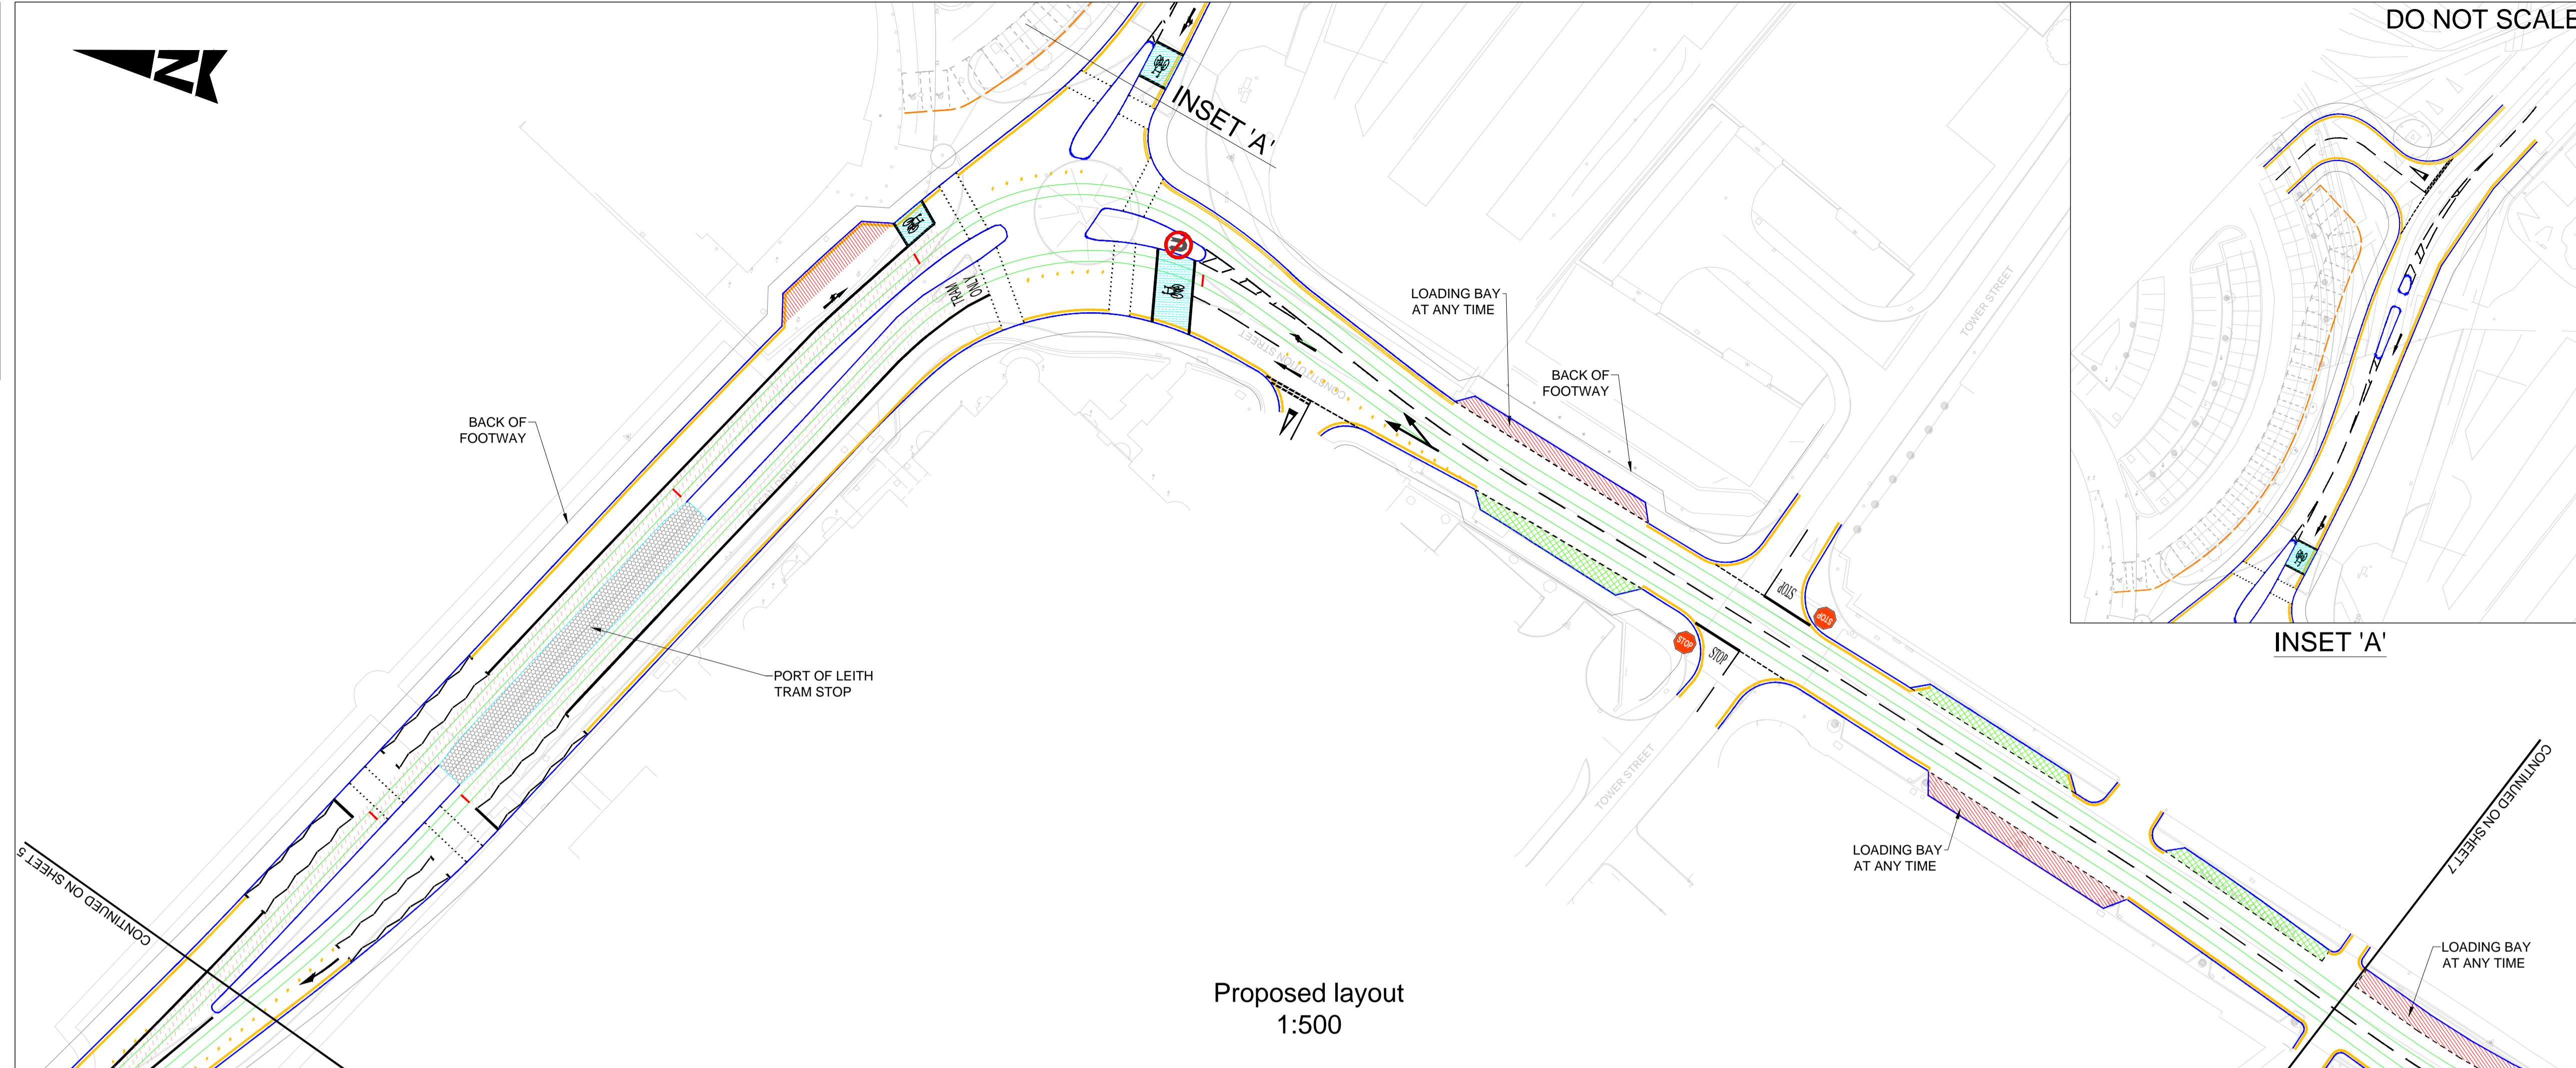 DO NOT SCALE
N
INSET 'A'
TRAM
ONLY
CONSTITUTION STREET
LOADING BAY
AT ANY TIME
TOWER STREET
BACK OF
FOOTWAY
BACK OF
FOOTWAY
STOP
STOP
STOP
STOP
INSET 'A'
PORT OF LEITH
TRAM STOP
TOWER STREET
CONTINUED ON SHEET 7
LOADING BAY
AT ANY TIME
CONTINUED ON SHEET 5
LOADING BAY
AT ANY TIME
Proposed layout
1:500